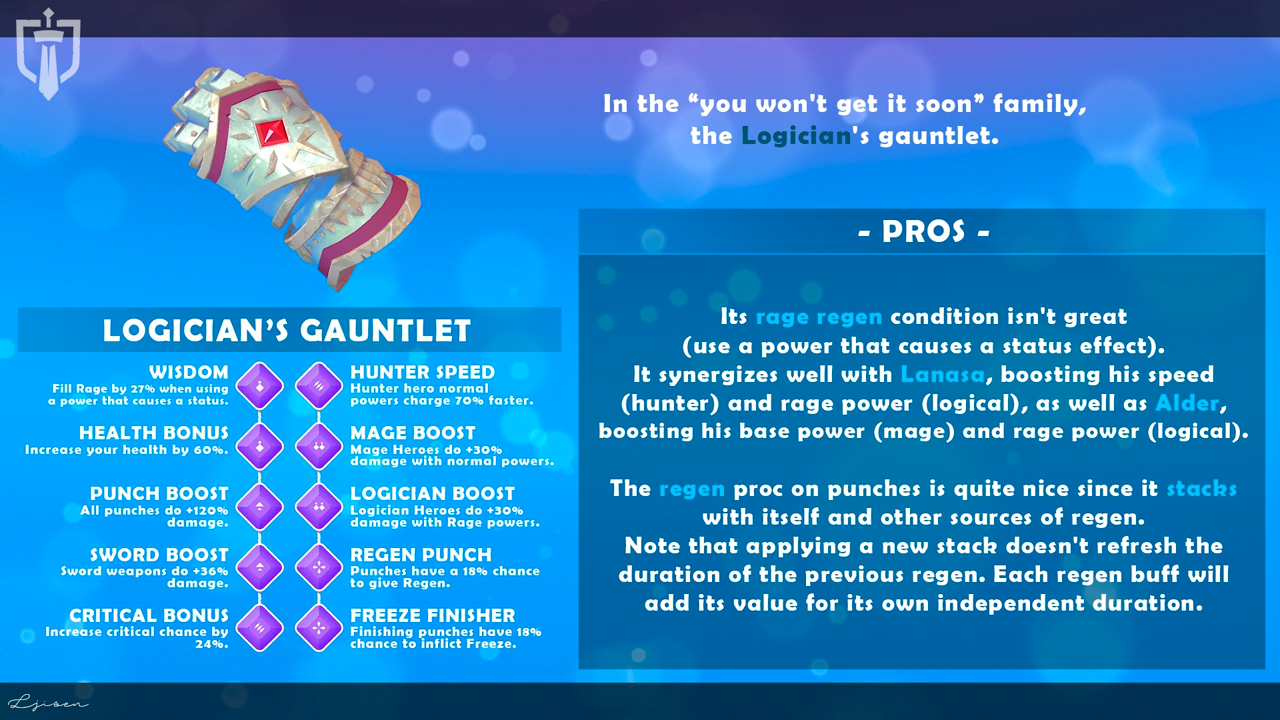 In the “you won't get it soon” family,
the Logician's gauntlet.
LOGICIAN’S GAUNTLET
WISDOM
Fill Rage by 27% when using
a power that causes a status.
HEALTH BONUS
Increase your health by 60%.
PUNCH BOOST
All punches do +120%
damage.
SWORD BOOST
Sword weapons do +36%
damage.
CRITICAL BONUS
Increase critical chance by
24%.
HUNTER SPEED
Hunter hero normal
powers charge 70% faster.
MAGE BOOST
Mage Heroes do +30%
damage with normal powers.
LOGICIAN BOOST
Logician Heroes do +30%
damage with Rage powers.
REGEN PUNCH
Punches have a 18% chance
to give Regen.
FREEZE FINISHER
Finishing punches have 18%
chance to inflict Freeze.
- PROS -
Its rage regen condition isn't great
(use a power that causes a status effect).
It synergizes well with Lanasa, boosting his speed
(hunter) and rage power (logical), as well as Alder,
boosting his base power (mage) and rage power (logical).
The regen proc on punches is quite nice since it stacks
with itself and other sources of regen.
Note that applying a new stack doesn't refresh the
duration of the previous regen. Each regen buff will
add its value for its own independent duration.